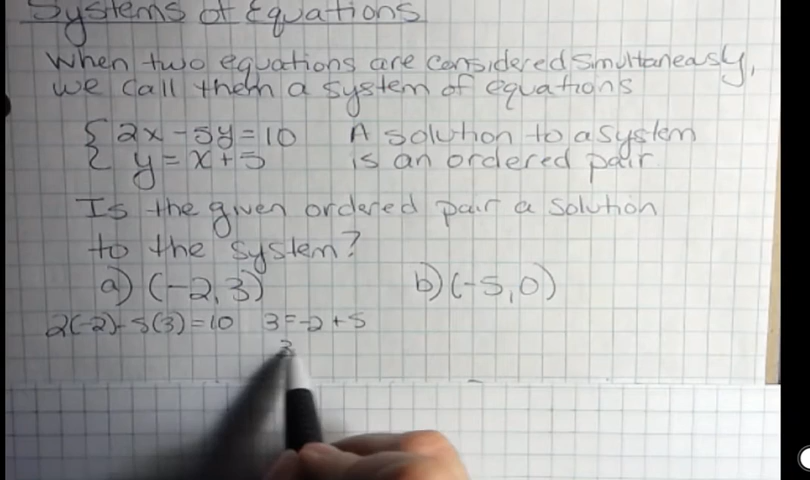 Systems of Equations
When two equations are considered simultaneasly,
we call them a system of equations
{ 2x - 5y = 10 A solution to a system
y = x + 5 is an ordered pair
Is the given ordered pair a solution
to the system?
a) (-2, 3) b) (-5, 0)
2(-2) - 5(3) = 10 3 = -2 + 5
3